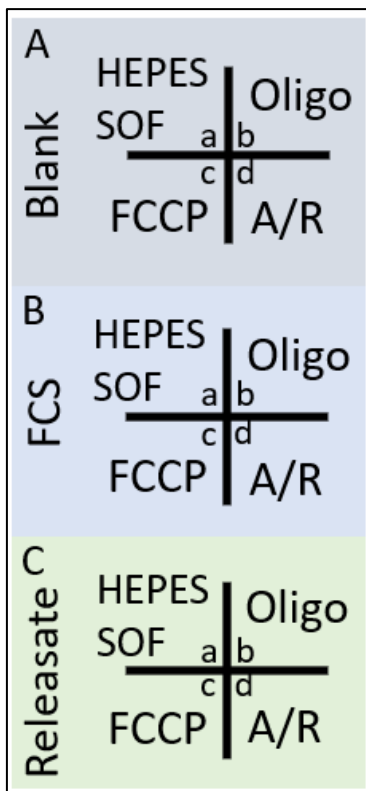 A
Blank
HEPES
SOF
Oligo
a b
c d
FCCP
A/R
B
FCS
HEPES
SOF
Oligo
a b
c d
FCCP
A/R
C
Releasate
HEPES
SOF
Oligo
a b
c d
FCCP
A/R